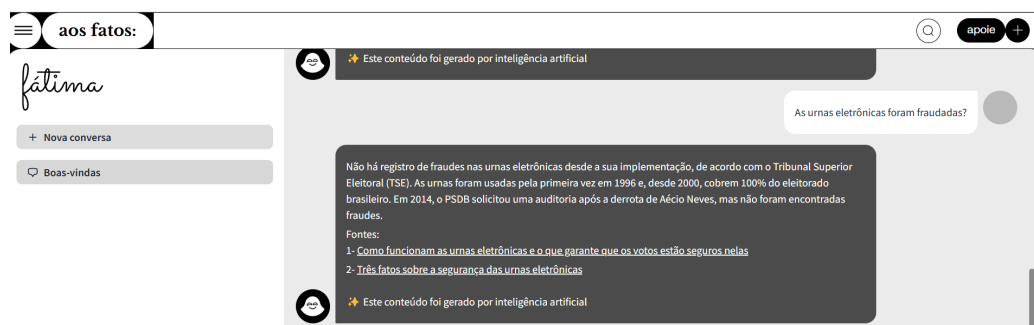 aos fatos:
apoie +
fátima
+ Nova conversa
Boas-vindas
✨ Este conteúdo foi gerado por inteligência artificial
As urnas eletrônicas foram fraudadas?
Não há registro de fraudes nas urnas eletrônicas desde a sua implementação, de acordo com o Tribunal Superior
Eleitoral (TSE). As urnas foram usadas pela primeira vez em 1996 e, desde 2000, cobrem 100% do eleitorado
brasileiro. Em 2014, o PSDB solicitou uma auditoria após a derrota de Aécio Neves, mas não foram encontradas
fraudes.
Fontes:
1- Como funcionam as urnas eletrônicas e o que garante que os votos estão seguros nelas
2- Três fatos sobre a segurança das urnas eletrônicas
✨ Este conteúdo foi gerado por inteligência artificial